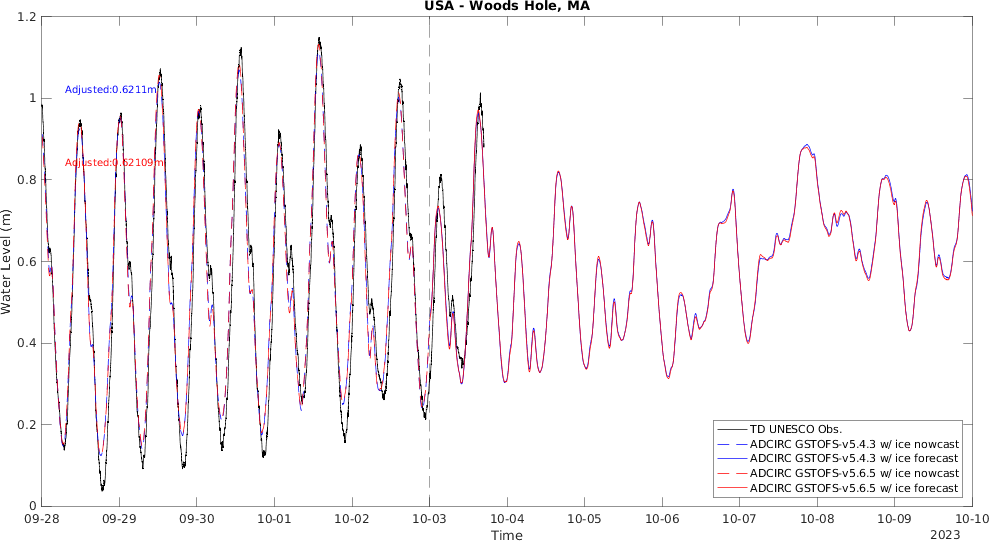 USA - Woods Hole, MA
Water Level (m)
1.2
1
0.8
0.6
0.4
0.2
0
Adjusted:0.6211m
Adjusted:0.62109m
TD UNESCO Obs.
ADCIRC GSTOFS-v5.4.3 w/ ice nowcast
ADCIRC GSTOFS-v5.4.3 w/ ice forecast
ADCIRC GSTOFS-v5.6.5 w/ ice nowcast
ADCIRC GSTOFS-v5.6.5 w/ ice forecast
09-28 09-29 09-30 10-01 10-02 10-03 10-04 10-05 10-06 10-07 10-08 10-09 10-10
Time
2023